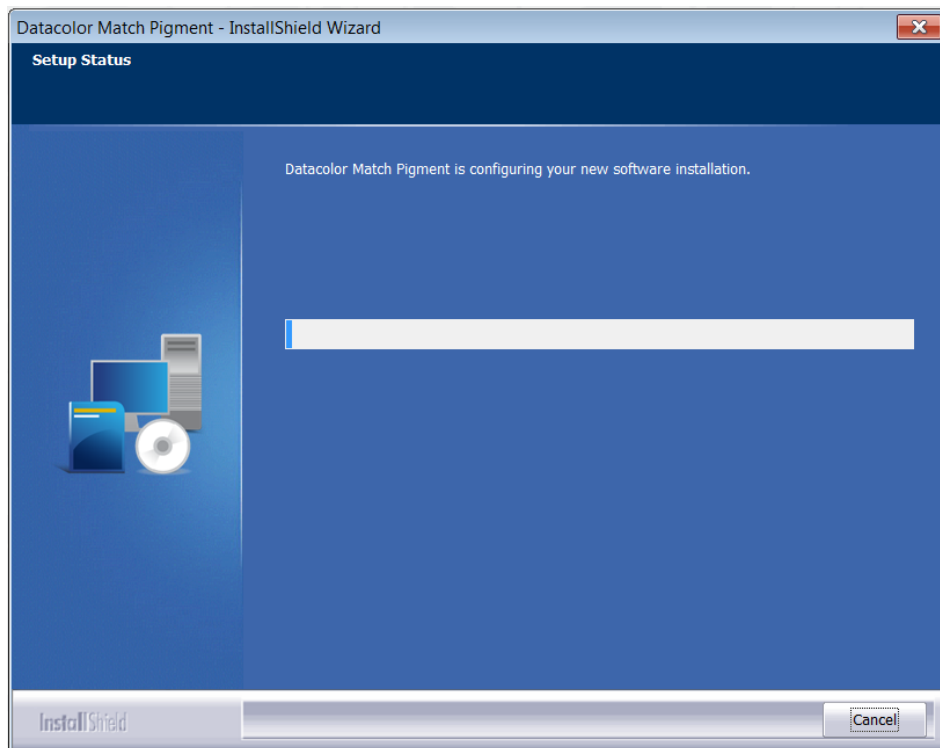 Datacolor Match Pigment - InstallShield Wizard
Setup Status
Datacolor Match Pigment is configuring your new software installation.
InstallShield
Cancel